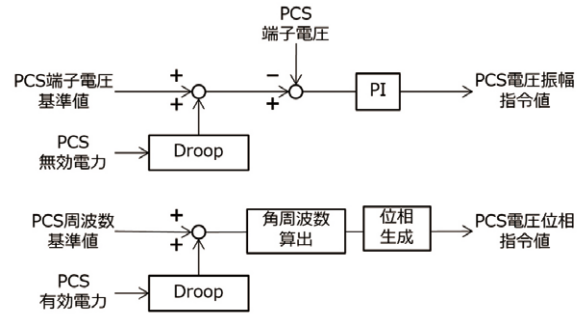 PCS
端子電圧
PCS端子電圧
基準値
+
+
−
+
PI
PCS電圧振幅
指令値
PCS
無効電力
Droop
PCS周波数
基準値
+
+
角周波数
算出
位相
生成
PCS電圧位相
指令値
PCS
有効電力
Droop